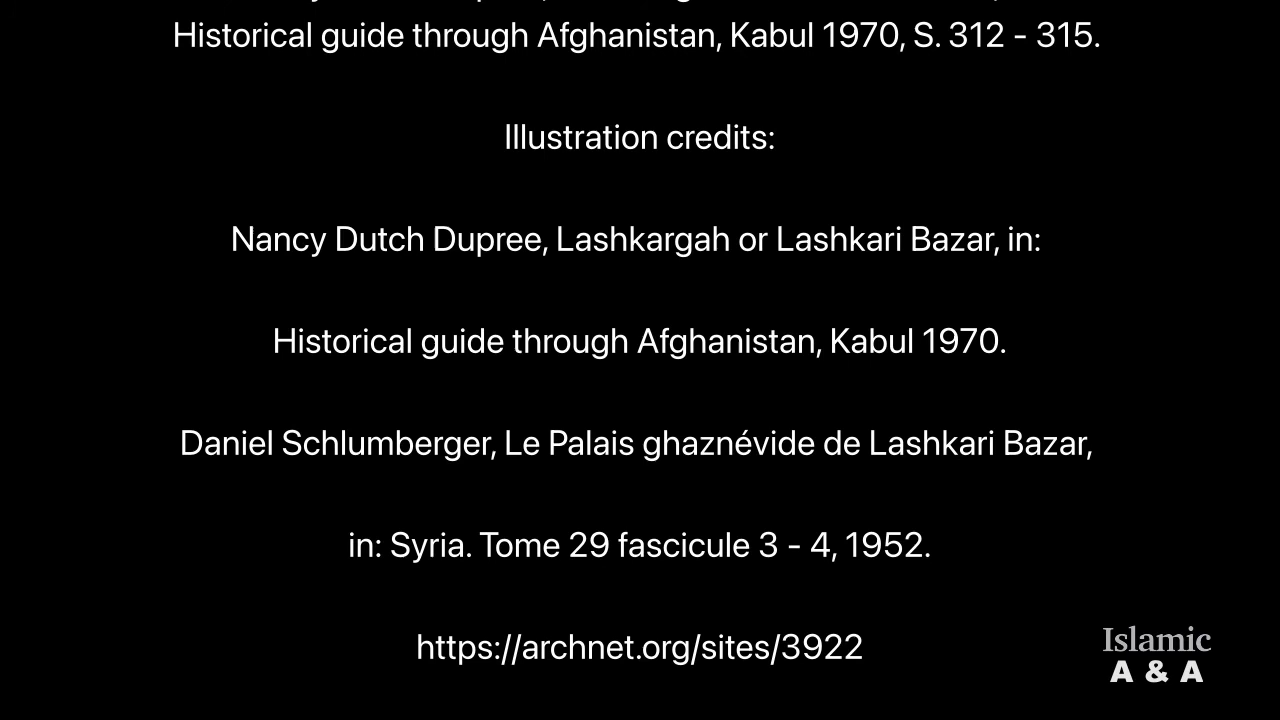 Historical guide through Afghanistan, Kabul 1970, S. 312 - 315.
Illustration credits:
Nancy Dutch Dupree, Lashkargah or Lashkari Bazar, in:
Historical guide through Afghanistan, Kabul 1970.
Daniel Schlumberger, Le Palais ghaznévide de Lashkari Bazar,
in: Syria. Tome 29 fascicule 3 - 4, 1952.
https://archnet.org/sites/3922
Islamic
A & A